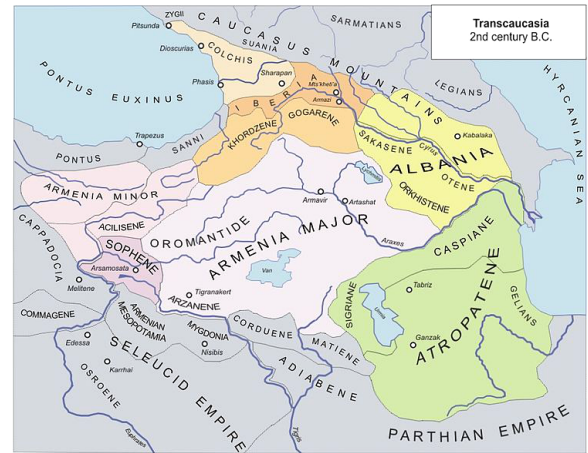 Transcaucasia
2nd century B.C.
ZYGII
Pitsunda
CAUCASUS MOUNTAINS
SARMATIANS
Dioscurias
COLCHIS
SUANIA
LEGIANS
HYRCANIAN SEA
PONTUS EUXINUS
Phasis
Sharapan
IBERIA
Mtskheta
Armazi
KHORDZENE
GOGARENE
Kabalaka
SAKASENE
Cyrus
ALBANIA
OTENE
ORKHISTENE
Trapezus
SANNI
PONTUS
ARMENIA MINOR
ACILISENE
OROMANTIDE
ARMENIA MAJOR
Armavir
Artashat
Araxes
CASPIANE
CAPPADOCIA
SOPHENE
Arsamosata
Melitene
Van
Tigranakert
ARZANENE
SIGRIANE
Tabriz
ATROPATENE
GELIANS
Ganzak
COMMAGENE
ARMENIAN
MESOPOTAMIA
MYGDONIA
Nisibis
CORDUENE
MATIENE
Edessa
Karrhai
OSROENE
SELEUCID EMPIRE
ADIABENE
Euphrates
Tigris
PARTHIAN EMPIRE